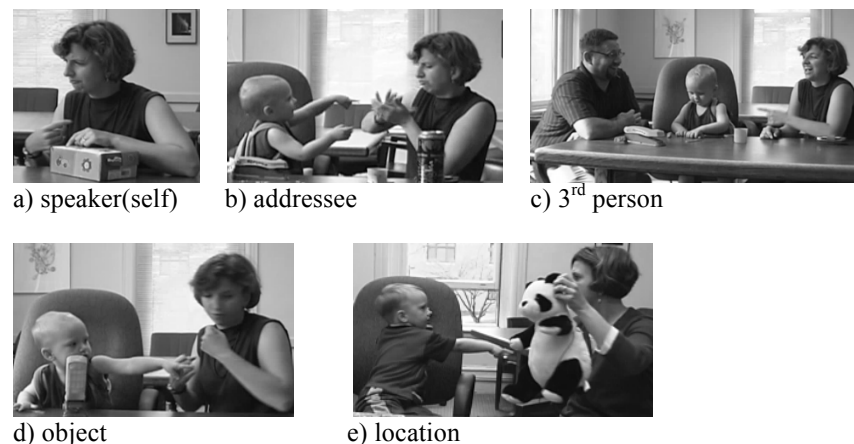 a) speaker(self)
b) addressee
c) 3rd person
d) object
e) location